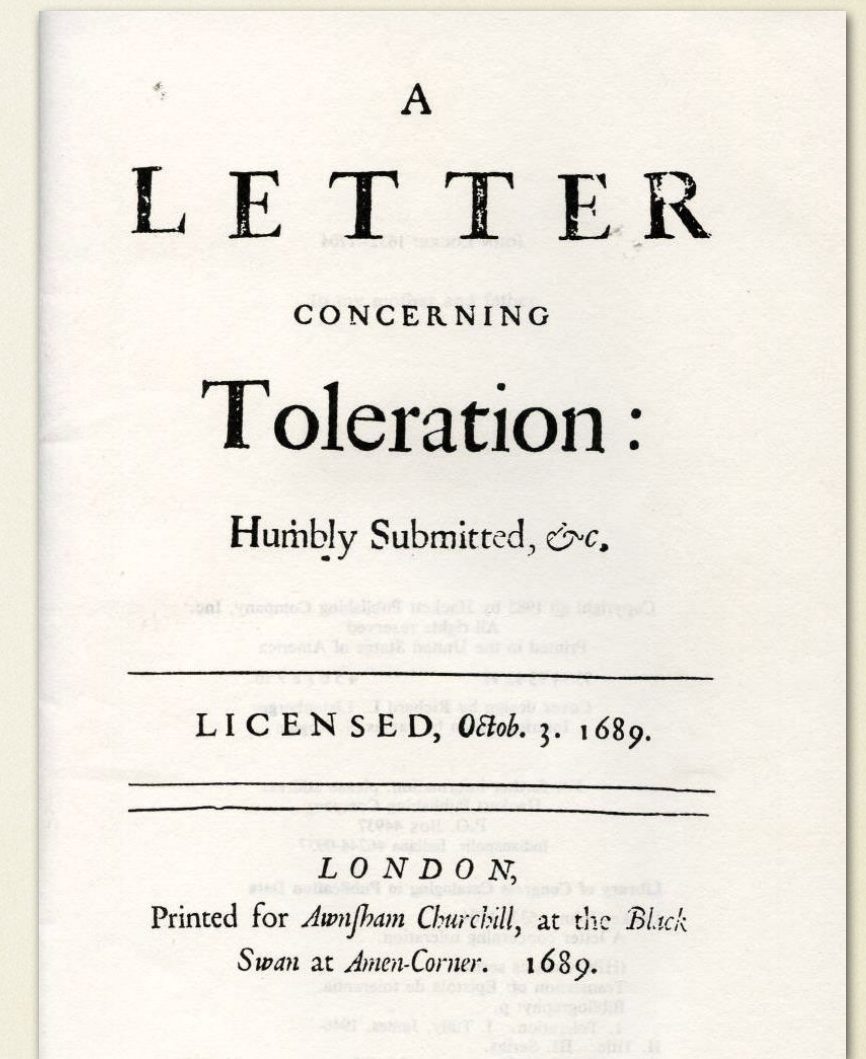 A
LETTER
CONCERNING
Toleration:
Humbly Submitted, &c.
LICENSED, Octob. 3. 1689.
LONDON,
Printed for Awnſham Churchill, at the Black
Swan at Amen-Corner. 1689.